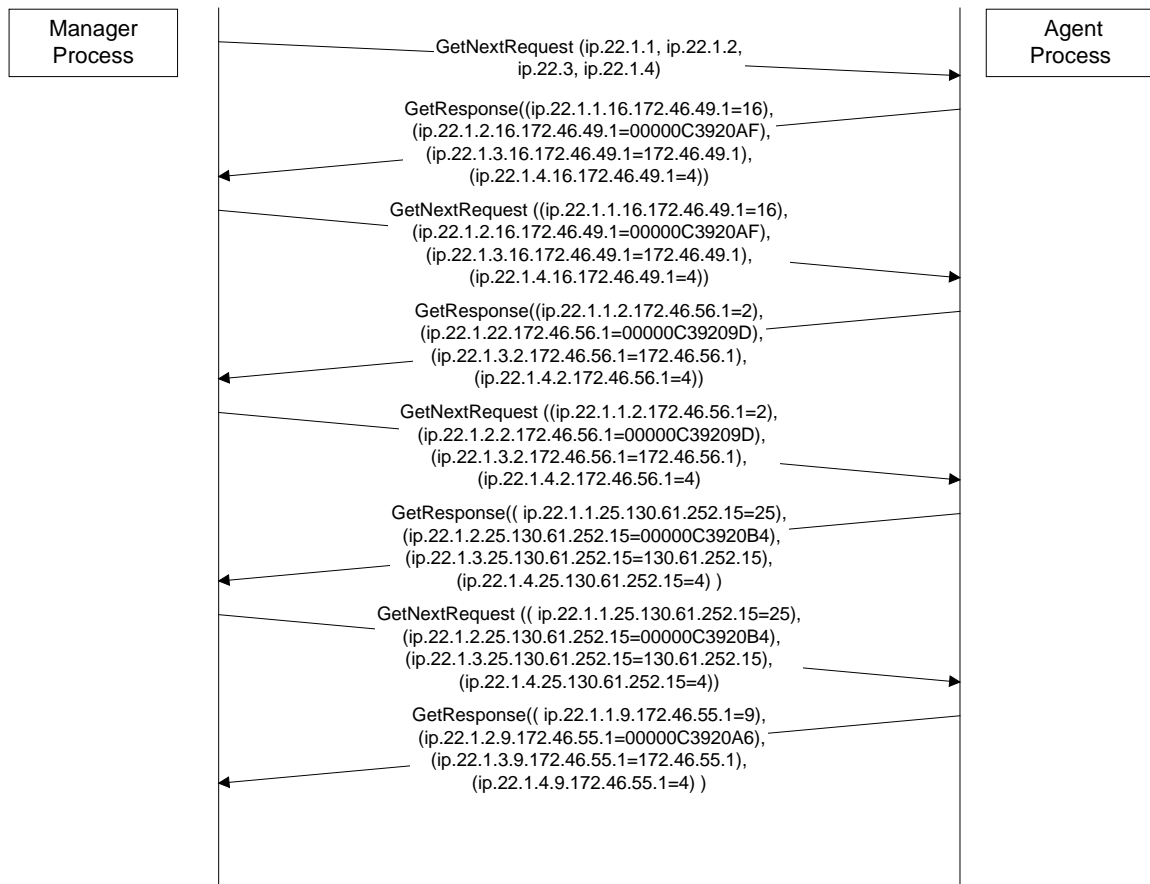 Manager
Process
Agent
Process
GetNextRequest (ip.22.1.1, ip.22.1.2,
ip.22.3, ip.22.1.4)
GetResponse((ip.22.1.1.16.172.46.49.1=16),
(ip.22.1.2.16.172.46.49.1=00000C3920AF),
(ip.22.1.3.16.172.46.49.1=172.46.49.1),
(ip.22.1.4.16.172.46.49.1=4))
GetNextRequest ((ip.22.1.1.16.172.46.49.1=16),
(ip.22.1.2.16.172.46.49.1=00000C3920AF),
(ip.22.1.3.16.172.46.49.1=172.46.49.1),
(ip.22.1.4.16.172.46.49.1=4))
GetResponse((ip.22.1.1.2.172.46.56.1=2),
(ip.22.1.22.172.46.56.1=00000C39209D),
(ip.22.1.3.2.172.46.56.1=172.46.56.1),
(ip.22.1.4.2.172.46.56.1=4))
GetNextRequest ((ip.22.1.1.2.172.46.56.1=2),
(ip.22.1.2.2.172.46.56.1=00000C39209D),
(ip.22.1.3.2.172.46.56.1=172.46.56.1),
(ip.22.1.4.2.172.46.56.1=4)
GetResponse(( ip.22.1.1.25.130.61.252.15=25),
(ip.22.1.2.25.130.61.252.15=00000C3920B4),
(ip.22.1.3.25.130.61.252.15=130.61.252.15),
(ip.22.1.4.25.130.61.252.15=4) )
GetNextRequest (( ip.22.1.1.25.130.61.252.15=25),
(ip.22.1.2.25.130.61.252.15=00000C3920B4),
(ip.22.1.3.25.130.61.252.15=130.61.252.15),
(ip.22.1.4.25.130.61.252.15=4))
GetResponse(( ip.22.1.1.9.172.46.55.1=9),
(ip.22.1.2.9.172.46.55.1=00000C3920A6),
(ip.22.1.3.9.172.46.55.1=172.46.55.1),
(ip.22.1.4.9.172.46.55.1=4) )